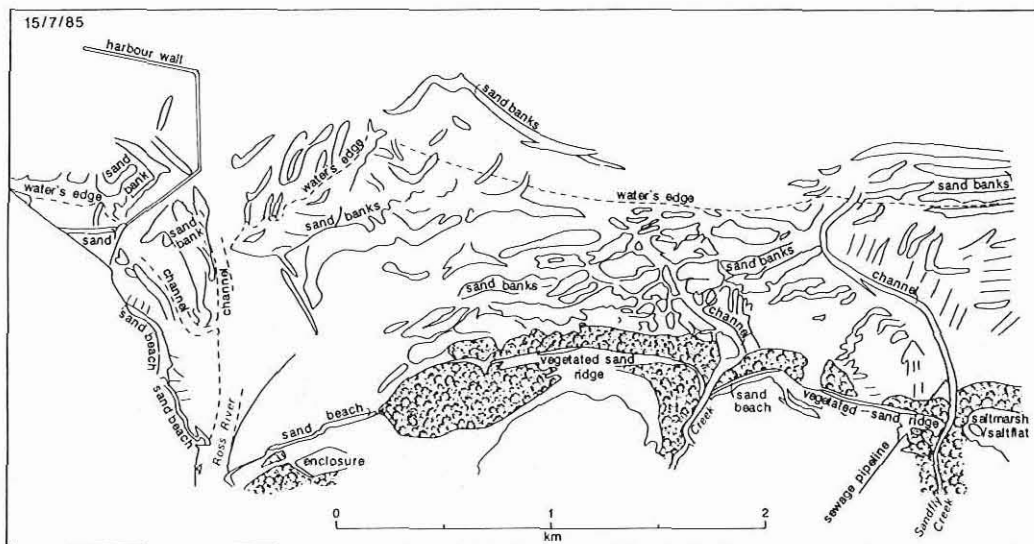 15/7/85
harbour wall
sand banks
sand
bank
water's edge
water's edge
water's edge
sand banks
sand
sand
bank
sand banks
channel
channel
sand banks
sand banks
channel
channel
sand beach
vegetated sand
ridge
sand beach
Ross River
sand beach
enclosure
Creek
sand
beach
vegetated sand ridge
saltmarsh
/saltflat
sewage pipeline
Sandfly
Creek
0 1 2
km